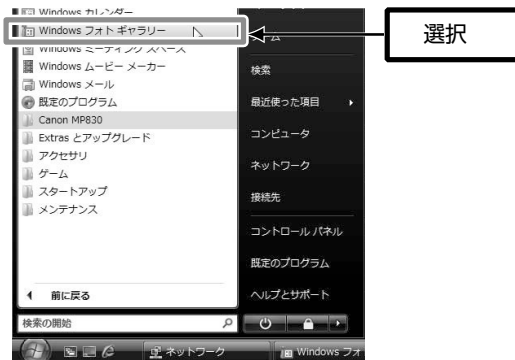 Windows カレンダー
Windows フォト ギャラリー
Windows ミーティング スペース
Windows ムービー メーカー
Windows メール
既定のプログラム
Canon MP830
Extras とアップグレード
アクセサリ
ゲーム
スタートアップ
メンテナンス
前に戻る
検索の開始
ゲーム
検索
最近使った項目
コンピュータ
ネットワーク
接続先
コントロール パネル
既定のプログラム
ヘルプとサポート
選択
ネットワーク
Windows フォ